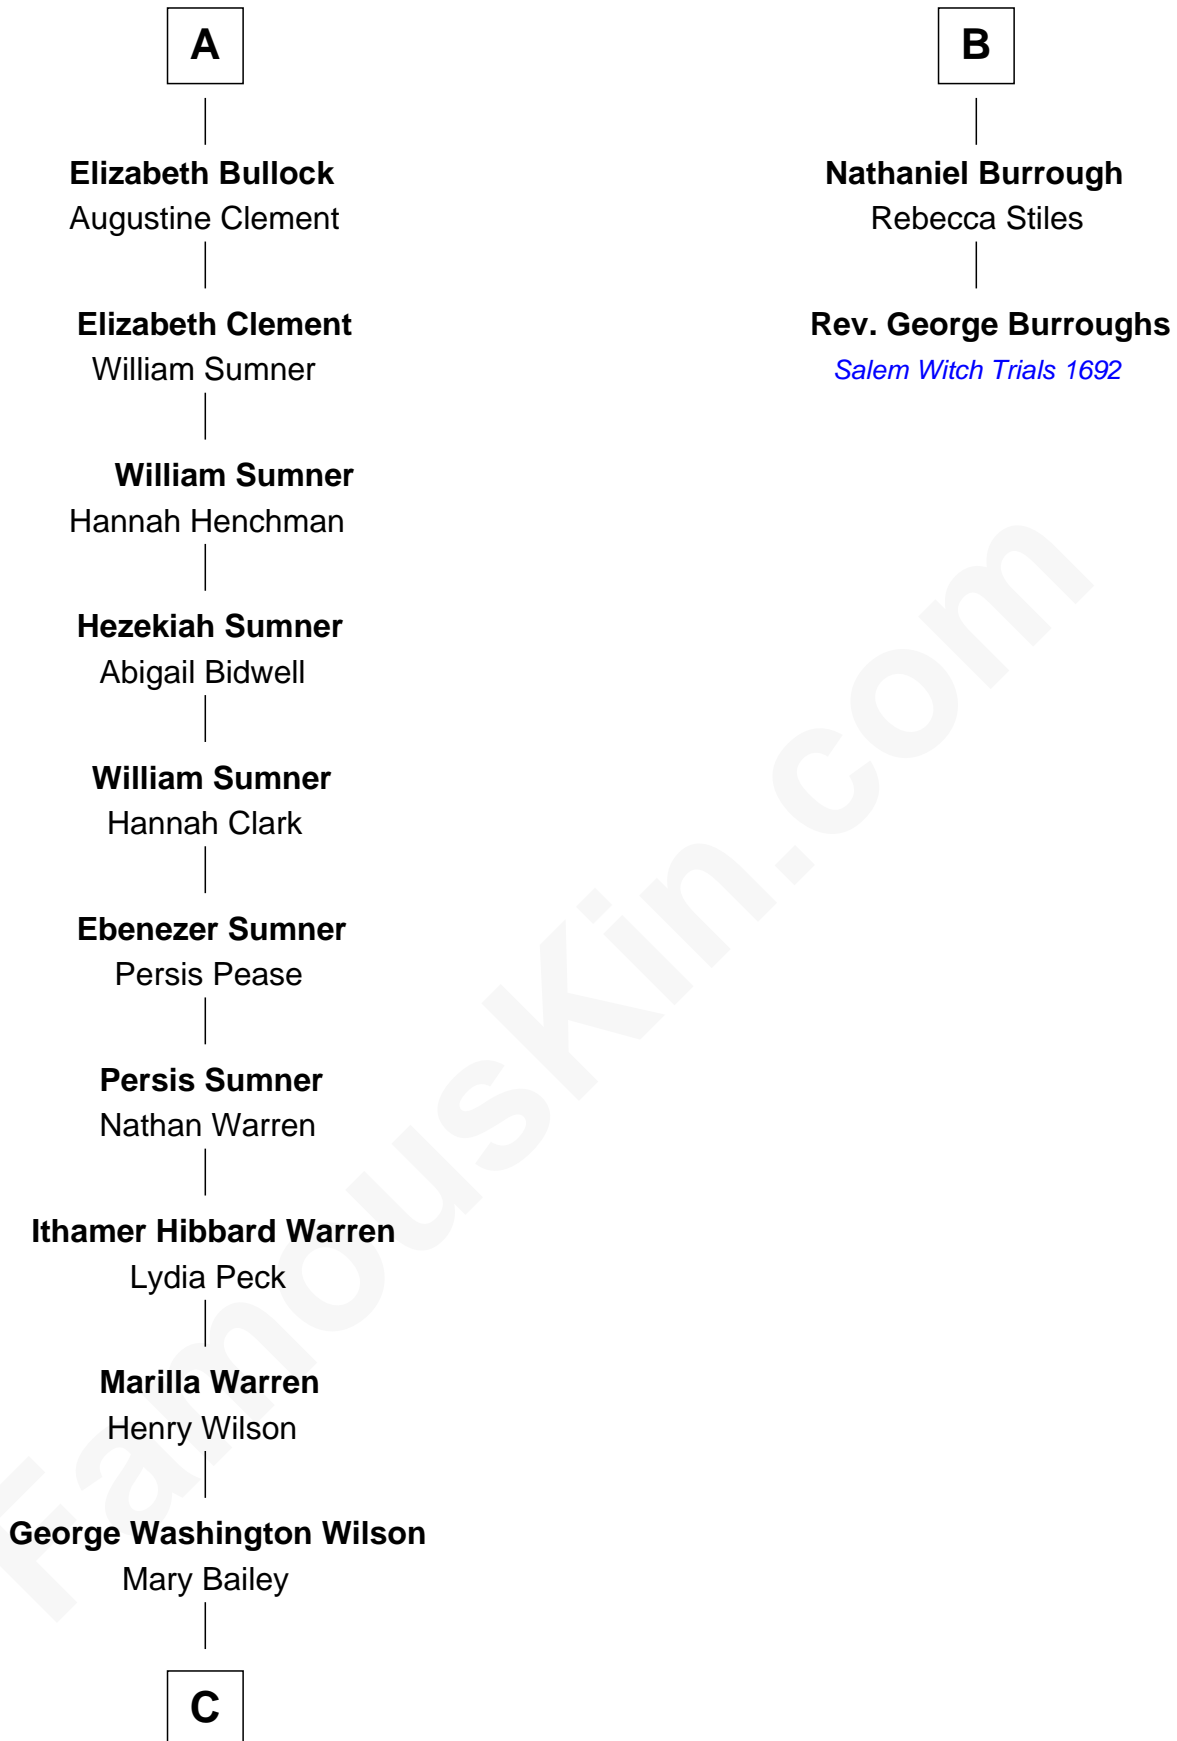 A
Elizabeth Bullock
Augustine Clement
Elizabeth Clement
William Sumner
William Sumner
Hannah Henchman
Hezekiah Sumner
Abigail Bidwell
William Sumner
Hannah Clark
Ebenezer Sumner
Persis Pease
Persis Sumner
Nathan Warren
Ithamer Hibbard Warren
Lydia Peck
Marilla Warren
Henry Wilson
George Washington Wilson
Mary Bailey
C
B
Nathaniel Burrough
Rebecca Stiles
Rev. George Burroughs
Salem Witch Trials 1692
FamousKin.com